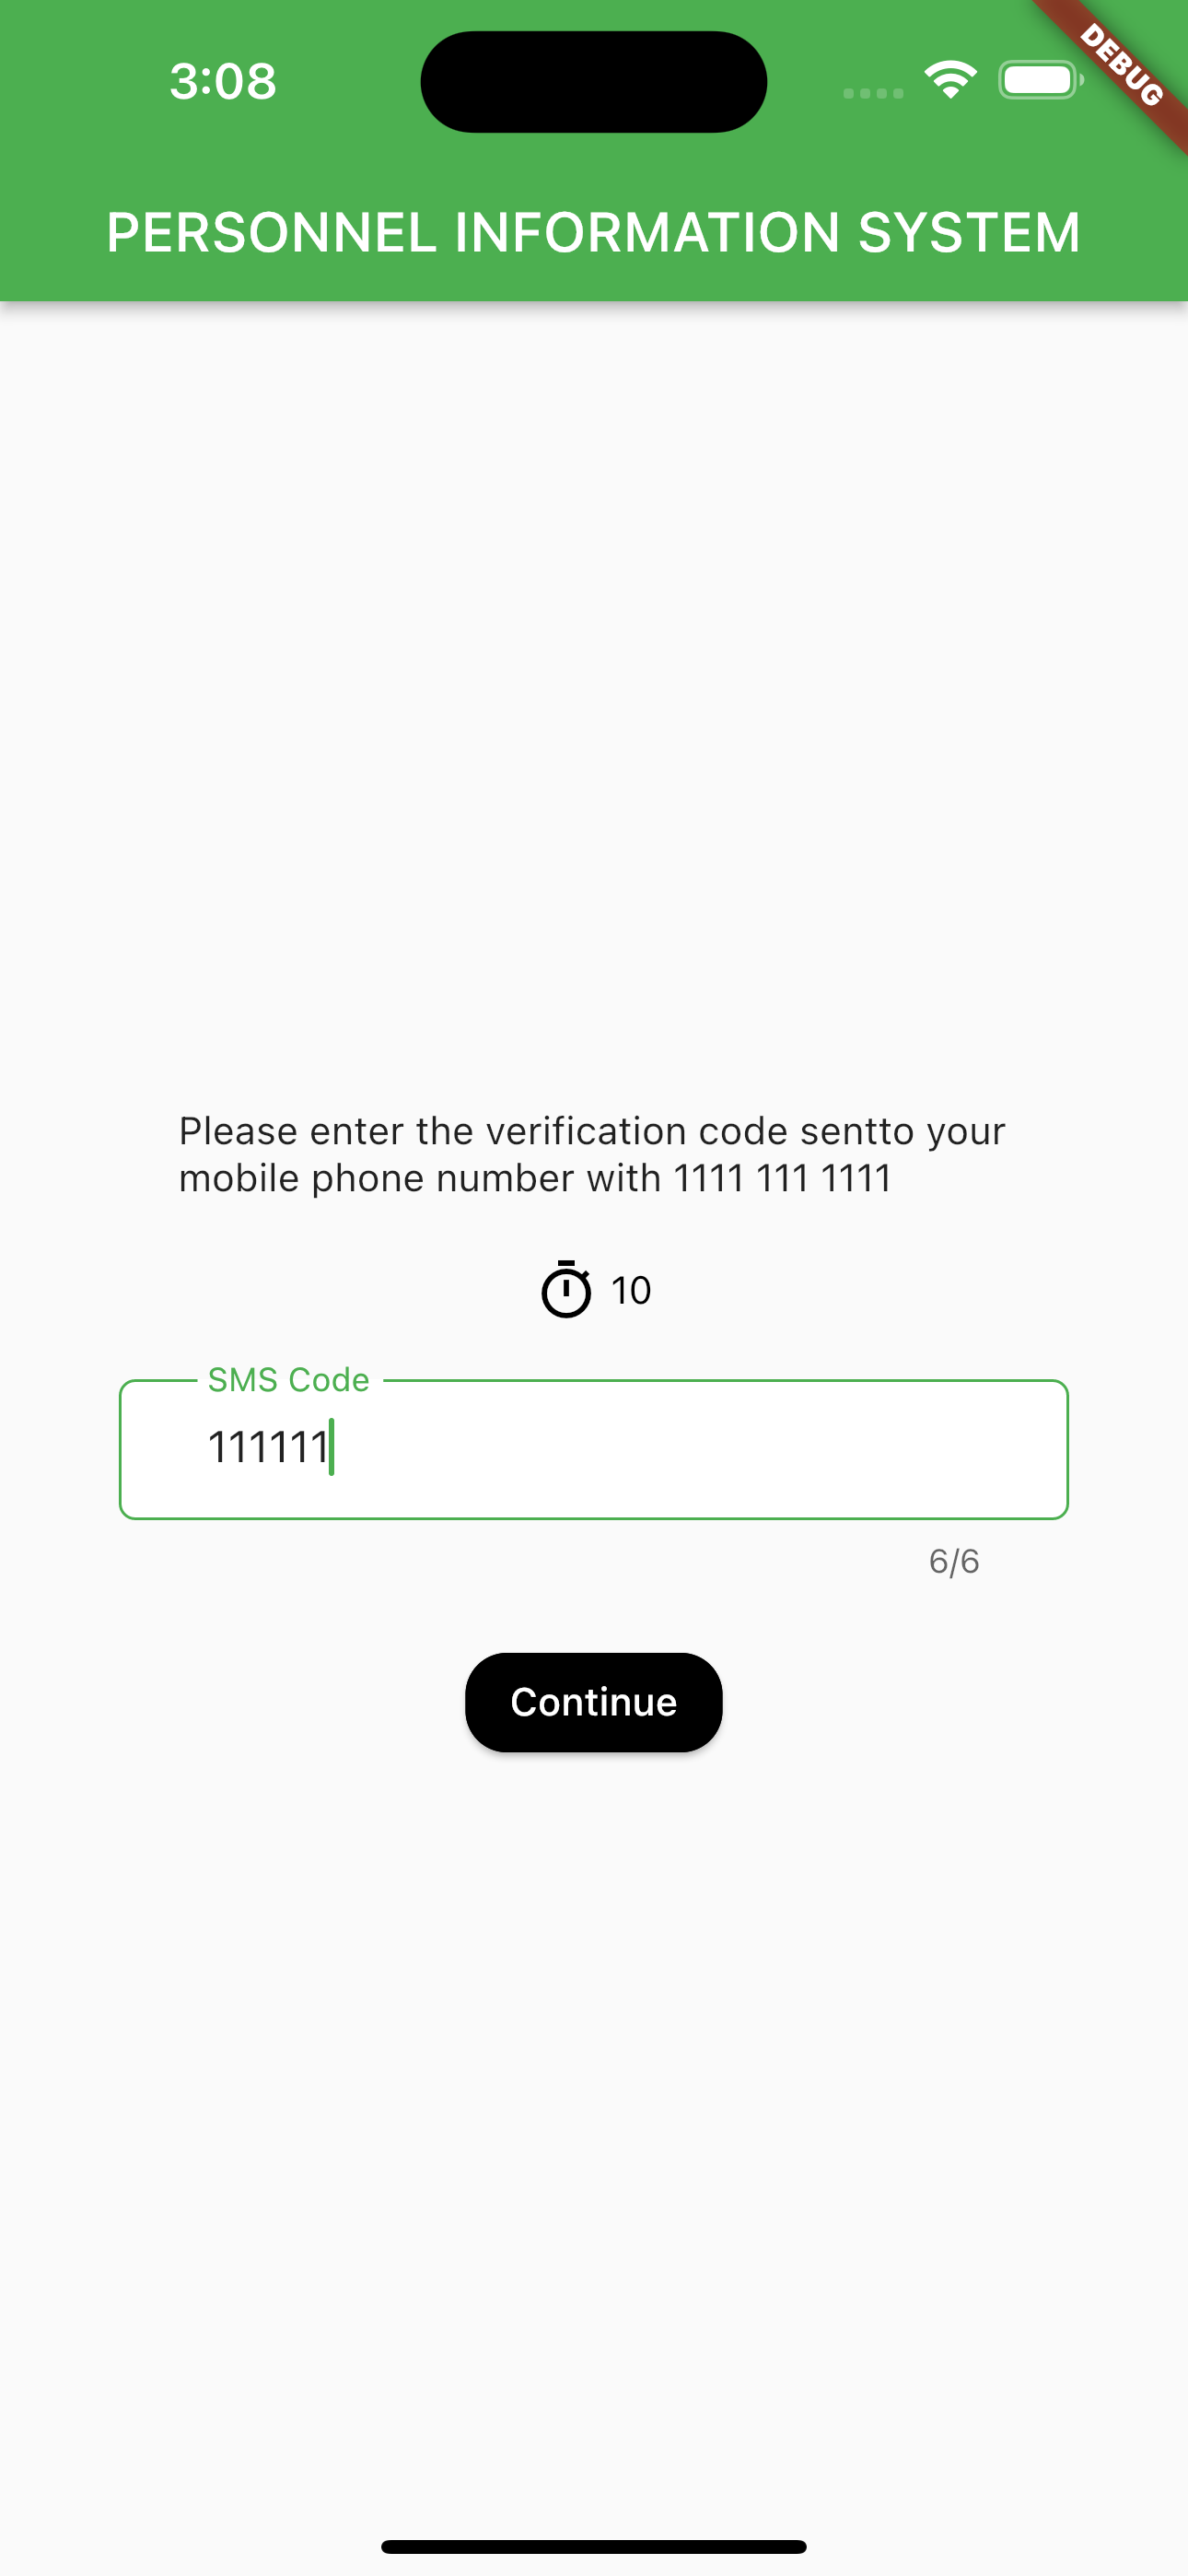 3:08
DEBUG
PERSONNEL INFORMATION SYSTEM
Please enter the verification code sentto your
mobile phone number with 1111 111 1111
10
SMS Code
111111
6/6
Continue